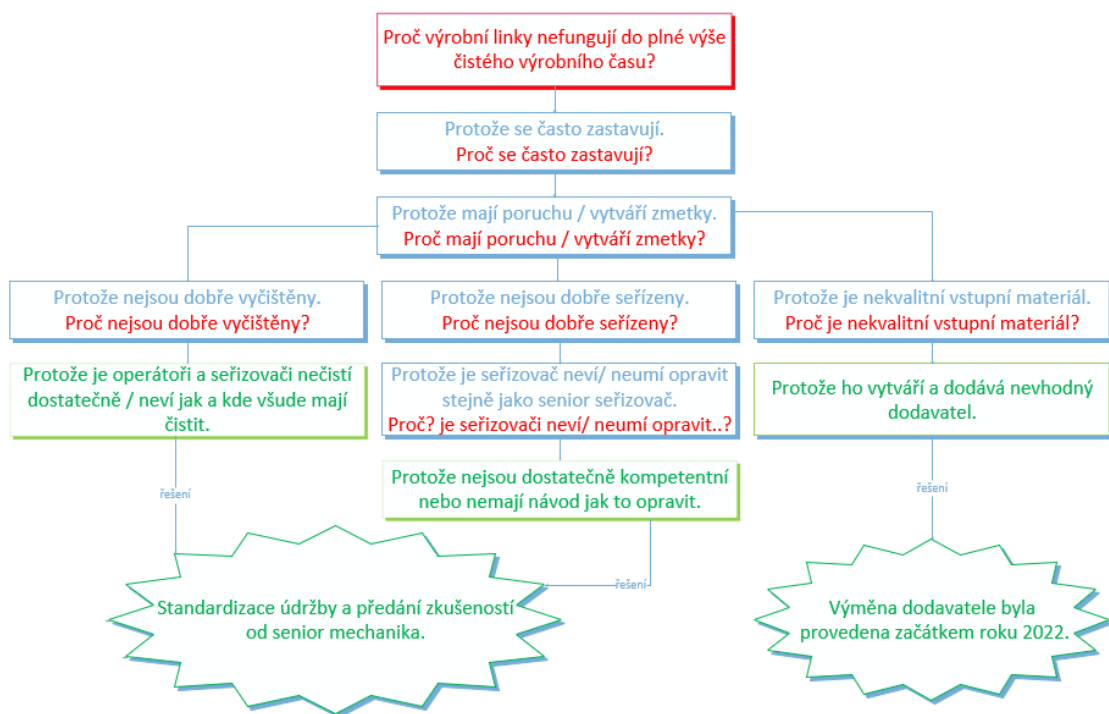 Proč výrobní linky nefungují do plné výše
čistého výrobního času?
Protože se často zastavují.
Proč se často zastavují?
Protože mají poruchu / vytváří zmetky.
Proč mají poruchu / vytváří zmetky?
Protože nejsou dobře vyčištěny.
Proč nejsou dobře vyčištěny?
Protože nejsou dobře seřízeny.
Proč nejsou dobře seřízeny?
Protože je nekvalitní vstupní materiál.
Proč je nekvalitní vstupní materiál?
Protože je operátoři a seřizovači nečistí
dostatečně / neví jak a kde všude mají
čistit.
Protože je seřizovač neví/ neumí opravit
stejně jako senior seřizovač.
Proč? je seřizovači neví/ neumí opravit..?
Protože ho vytváří a dodává nevhodný
dodavatel.
Protože nejsou dostatečně kompetentní
nebo nemají návod jak to opravit.
řešení
řešení
řešení
Standardizace údržby a předání zkušeností
od senior mechanika.
Výměna dodavatele byla
provedena začátkem roku 2022.